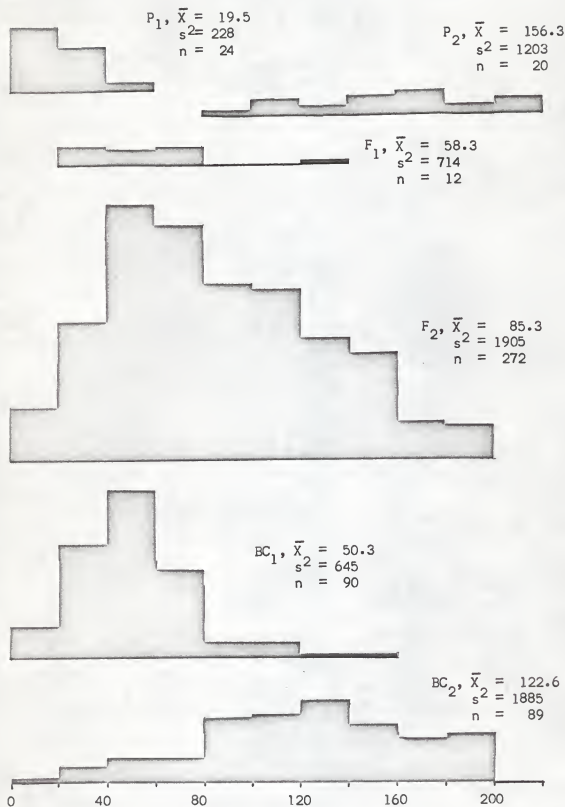 P₁, X̄ = 19.5
s² = 228
n = 24
P₂, X̄ = 156.3
s² = 1203
n = 20
F₁, X̄ = 58.3
s² = 714
n = 12
F₂, X̄ = 85.3
s² = 1905
n = 272
BC₁, X̄ = 50.3
s² = 645
n = 90
BC₂, X̄ = 122.6
s² = 1885
n = 89
0 40 80 120 160 200